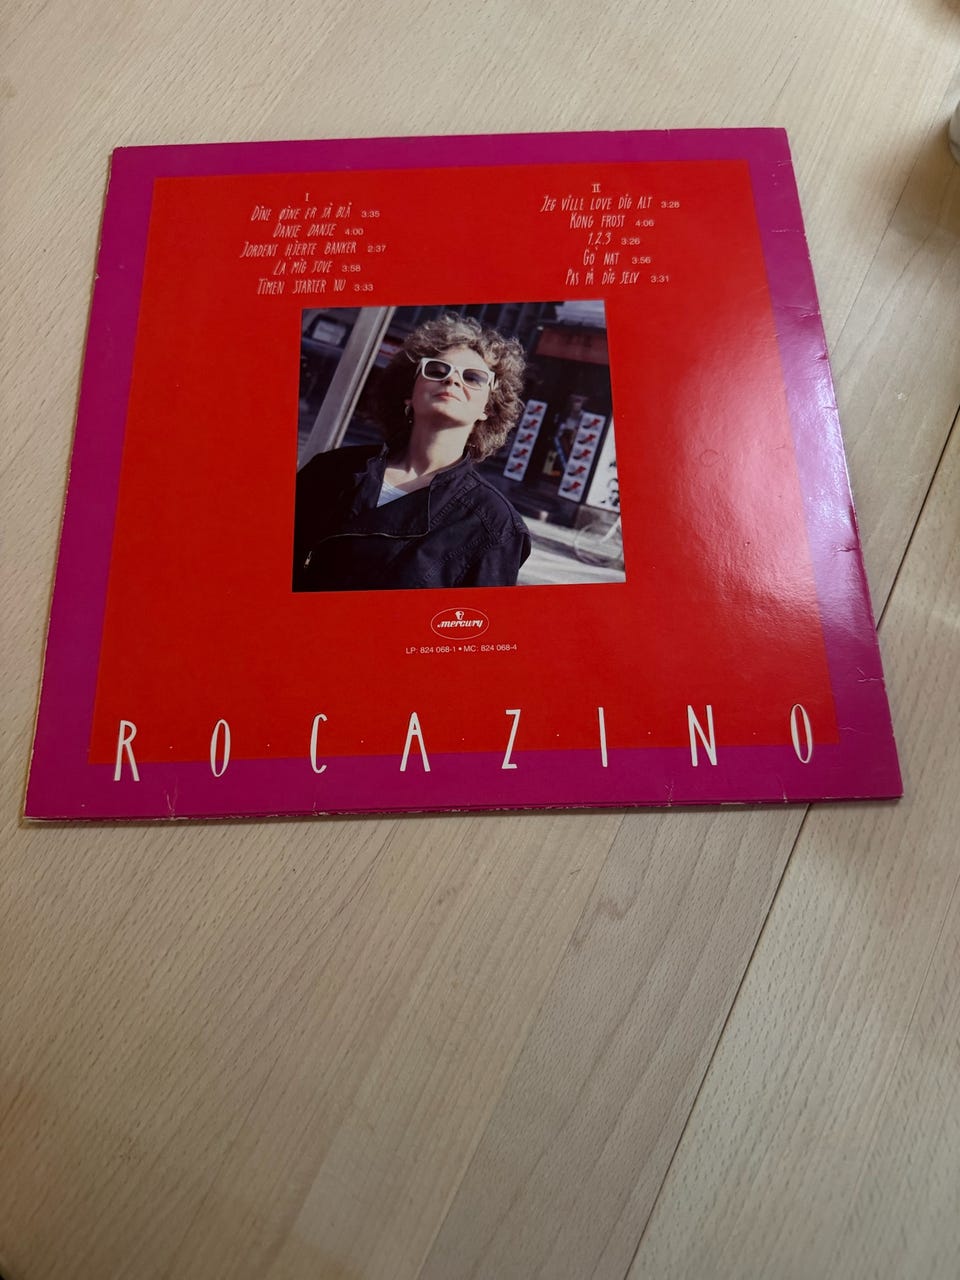 I
DINE ØJNE ER SÅ BLÅ 3:35
DANSE DANSE 4:00
JORDENS HJERTE BANKER 2:37
LA MIG SOVE 3:58
TIMEN STARTER NU 3:33
II
JEG VILLE LOVE DIG ALT 3:28
KONG FROST 4:06
1.2.3 3:26
GO' NAT 3:56
PAS PÅ DIG SELV 3:31
mercury
LP: 824 068-1 • MC: 824 068-4
R.O.C.A.Z.I.N.O